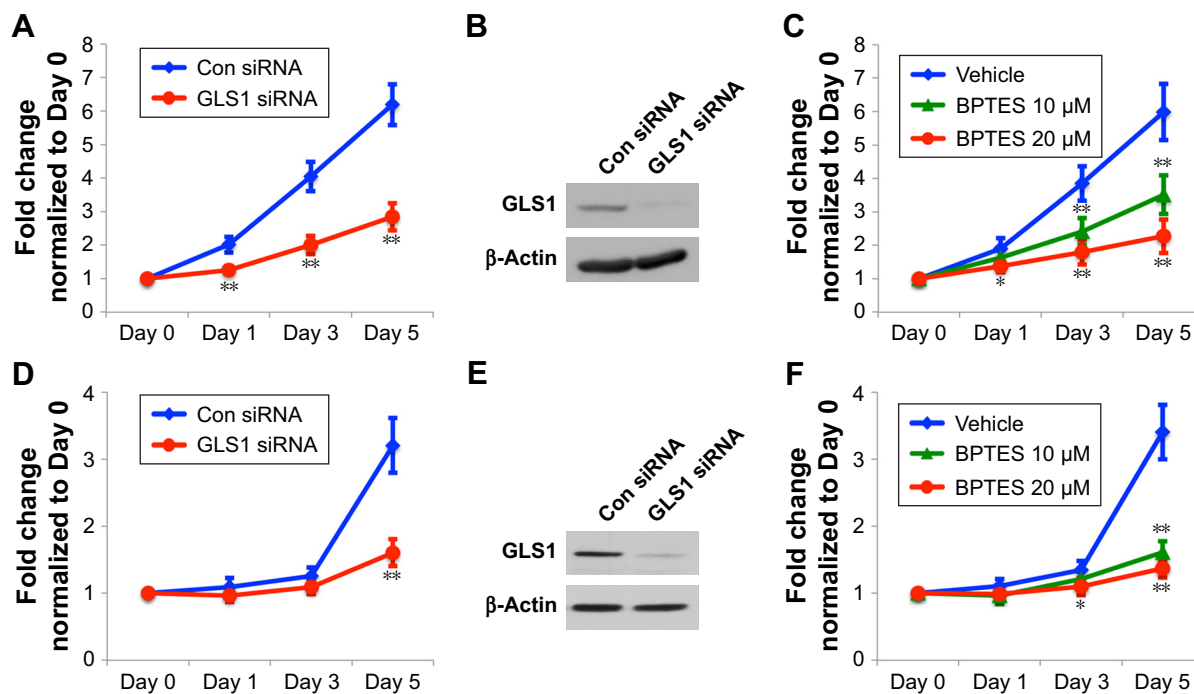 A
Fold change
normalized to Day 0
8
7
6
5
4
3
2
1
0
Con siRNA
GLS1 siRNA
**
**
**
Day 0 Day 1 Day 3 Day 5
B
Con siRNA
GLS1 siRNA
GLS1
β-Actin
C
Fold change
normalized to Day 0
8
7
6
5
4
3
2
1
0
Vehicle
BPTES 10 μM
BPTES 20 μM
**
**
*
**
**
Day 0 Day 1 Day 3 Day 5
D
Fold change
normalized to Day 0
4
3
2
1
0
Con siRNA
GLS1 siRNA
**
Day 0 Day 1 Day 3 Day 5
E
Con siRNA
GLS1 siRNA
GLS1
β-Actin
F
Fold change
normalized to Day 0
4
3
2
1
0
Vehicle
BPTES 10 μM
BPTES 20 μM
**
*
**
Day 0 Day 1 Day 3 Day 5